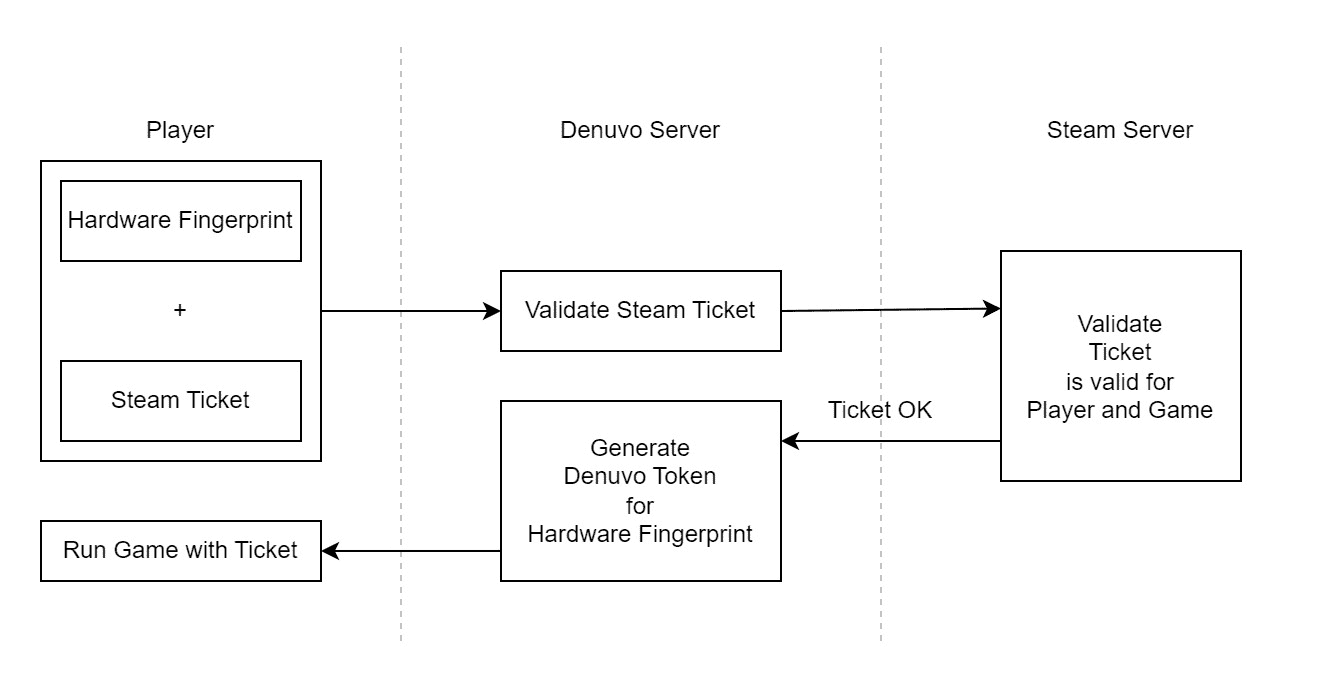 Player
Denuvo Server
Steam Server
Hardware Fingerprint
+
Steam Ticket
Validate Steam Ticket
Validate
Ticket
is valid for
Player and Game
Ticket OK
Generate
Denuvo Token
for
Hardware Fingerprint
Run Game with Ticket